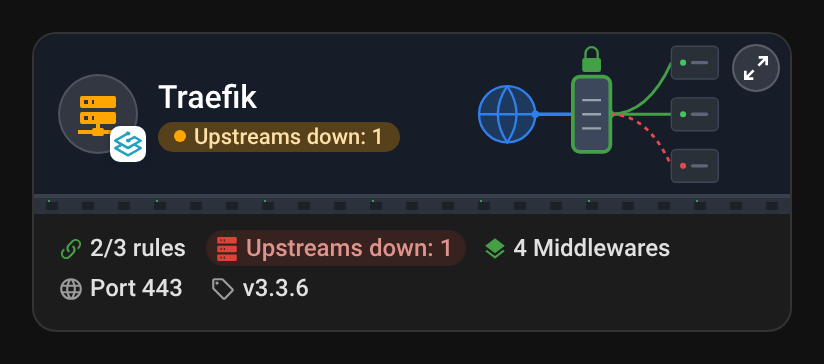 Traefik
Upstreams down: 1
2/3 rules Upstreams down: 1 4 Middlewares
Port 443 v3.3.6